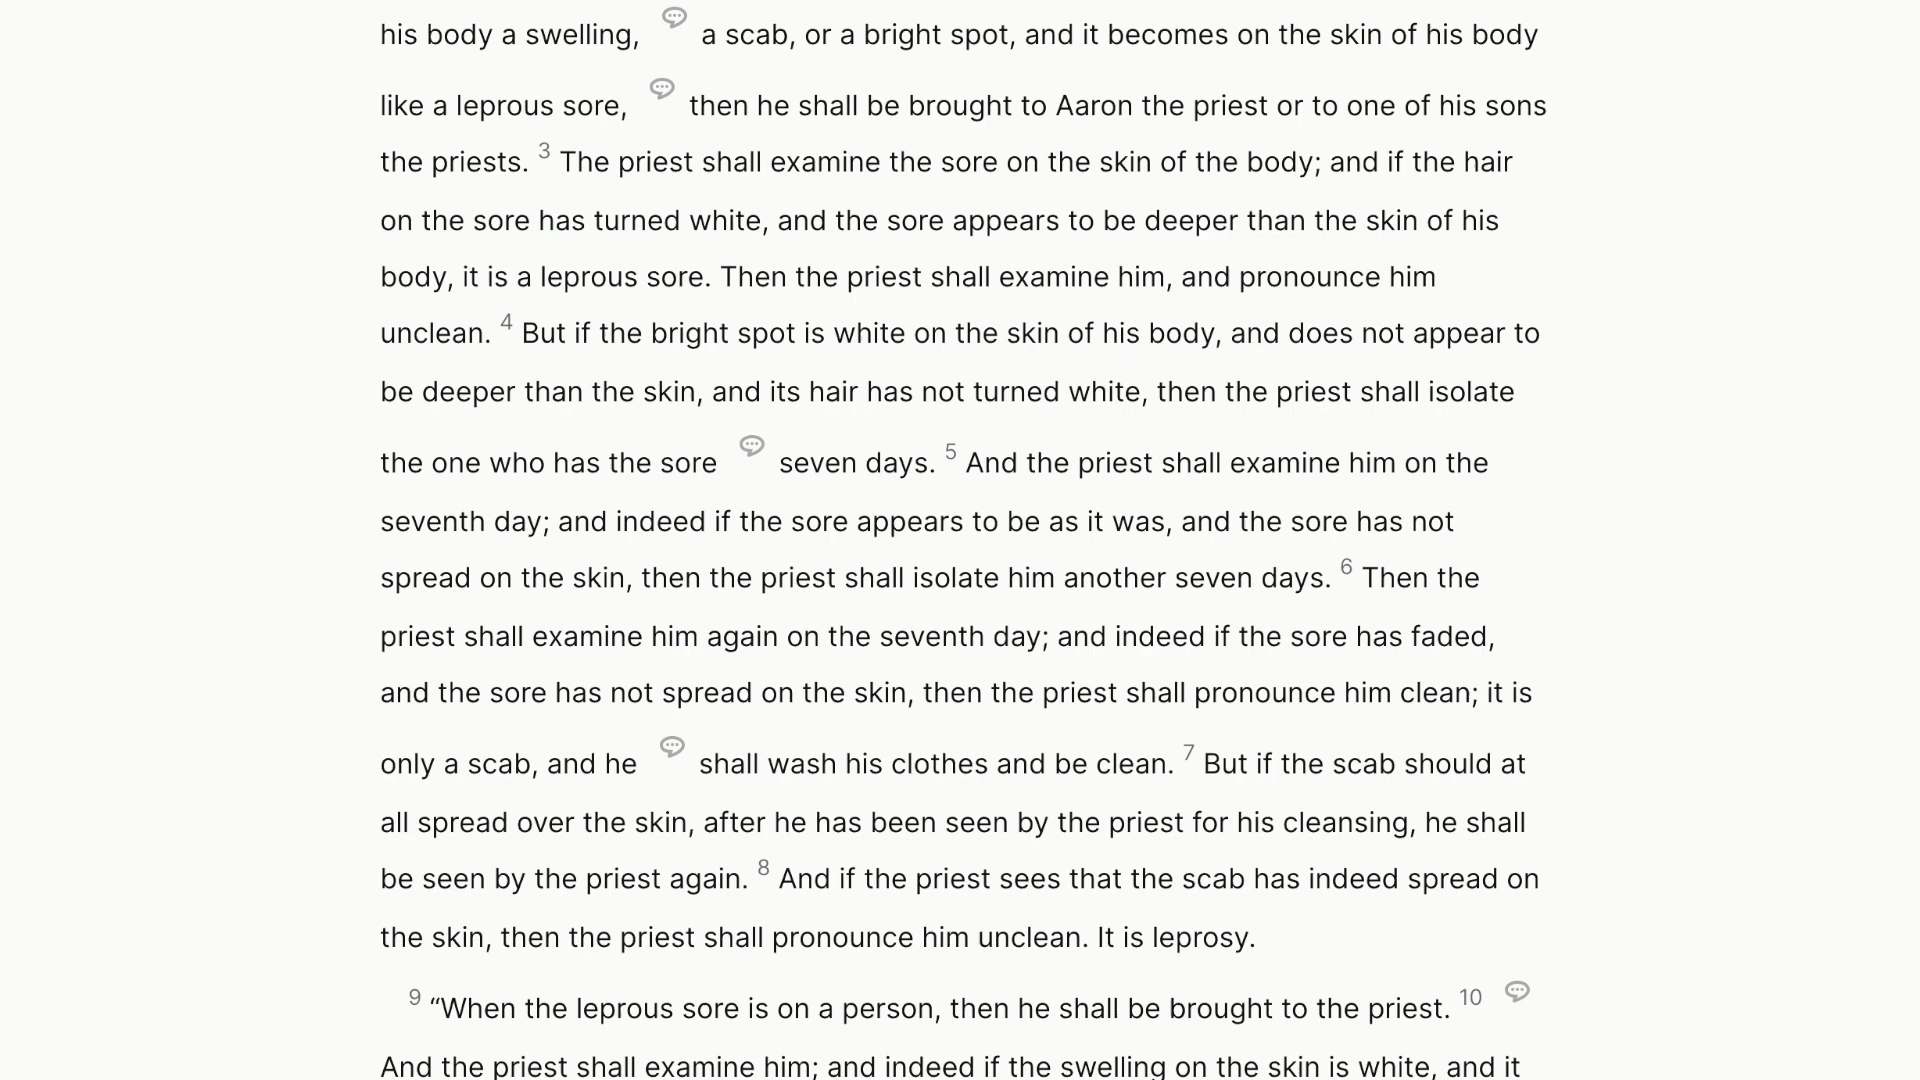 his body a swelling, a scab, or a bright spot, and it becomes on the skin of his body
like a leprous sore, then he shall be brought to Aaron the priest or to one of his sons
the priests. 3 The priest shall examine the sore on the skin of the body; and if the hair
on the sore has turned white, and the sore appears to be deeper than the skin of his
body, it is a leprous sore. Then the priest shall examine him, and pronounce him
unclean. 4 But if the bright spot is white on the skin of his body, and does not appear to
be deeper than the skin, and its hair has not turned white, then the priest shall isolate
the one who has the sore seven days. 5 And the priest shall examine him on the
seventh day; and indeed if the sore appears to be as it was, and the sore has not
spread on the skin, then the priest shall isolate him another seven days. 6 Then the
priest shall examine him again on the seventh day; and indeed if the sore has faded,
and the sore has not spread on the skin, then the priest shall pronounce him clean; it is
only a scab, and he shall wash his clothes and be clean. 7 But if the scab should at
all spread over the skin, after he has been seen by the priest for his cleansing, he shall
be seen by the priest again. 8 And if the priest sees that the scab has indeed spread on
the skin, then the priest shall pronounce him unclean. It is leprosy.
9 “When the leprous sore is on a person, then he shall be brought to the priest. 10
And the priest shall examine him; and indeed if the swelling on the skin is white, and it